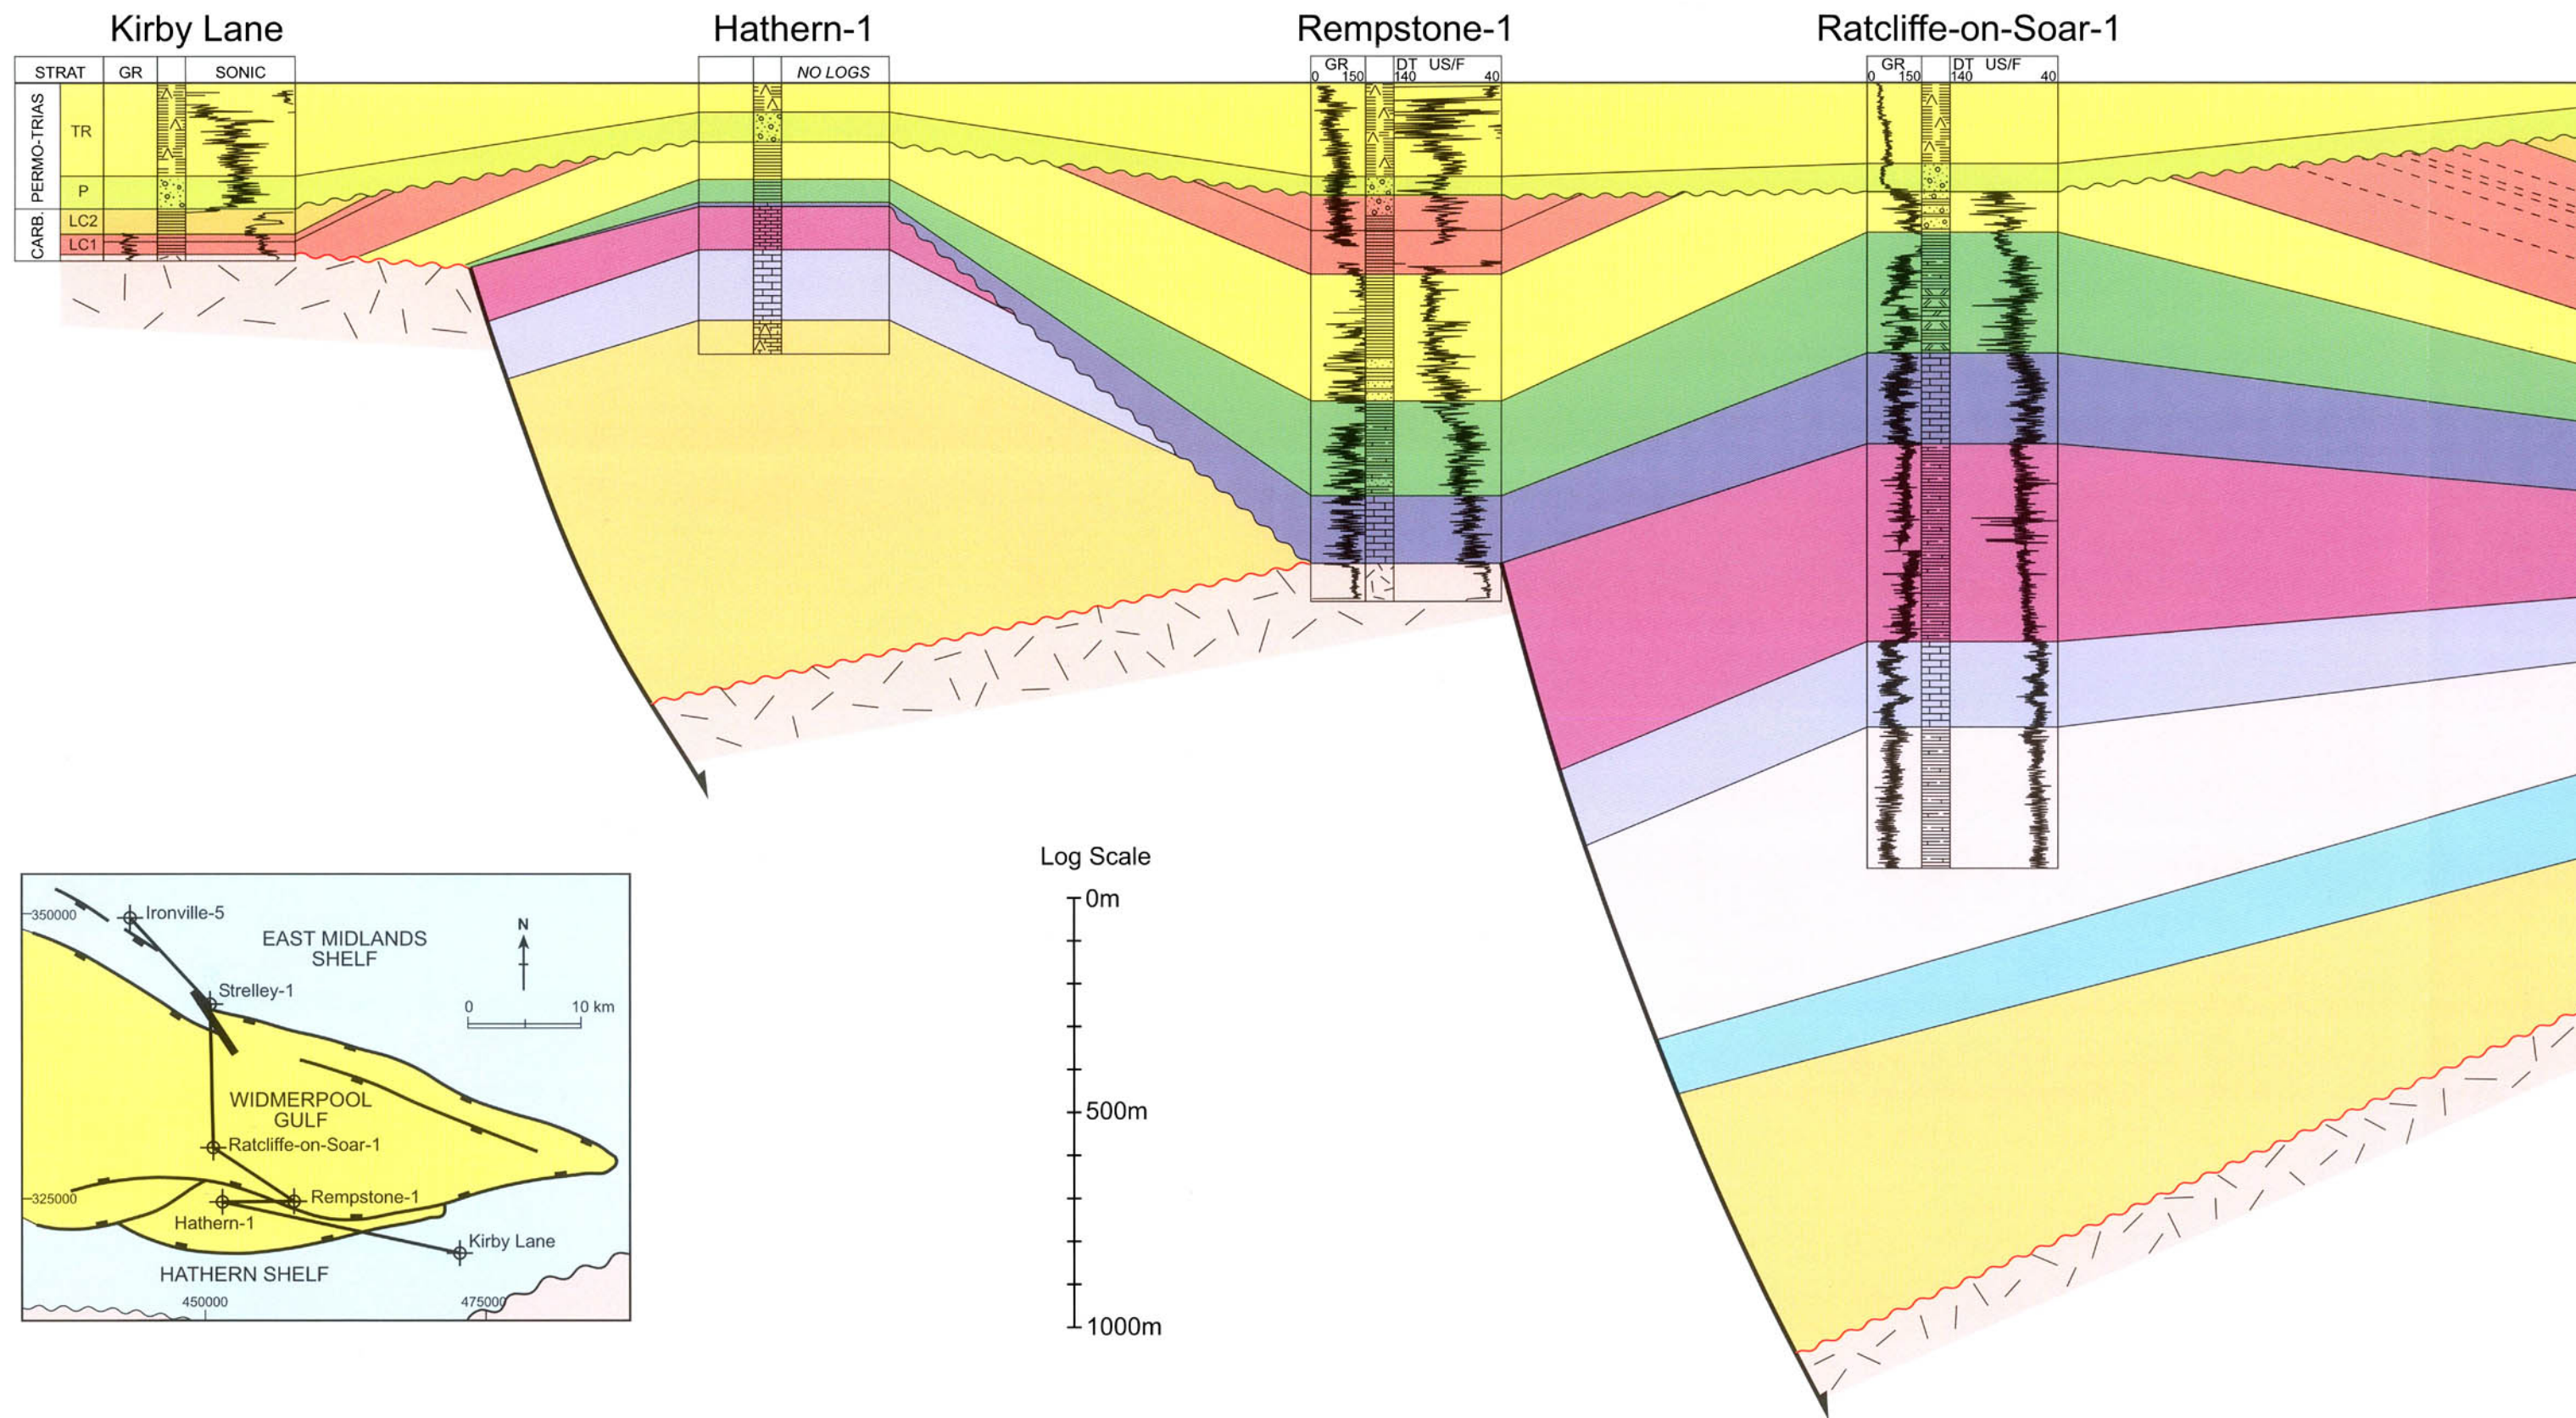 Kirby Lane
Hathern-1
Rempstone-1
Ratcliffe-on-Soar-1
STRAT GR SONIC
NO LOGS
GR DT US/F
0 150 140 40
GR DT US/F
0 150 140 40
PERMO-TRIAS
CARB.
TR
P
LC2
LC1
Log Scale
0m
500m
1000m
350000
Ironville-5
EAST MIDLANDS
SHELF
N
Strelley-1
0 10 km
WIDMERPOOL
GULF
Ratcliffe-on-Soar-1
325000
Rempstone-1
Hathern-1
Kirby Lane
HATHERN SHELF
450000
475000